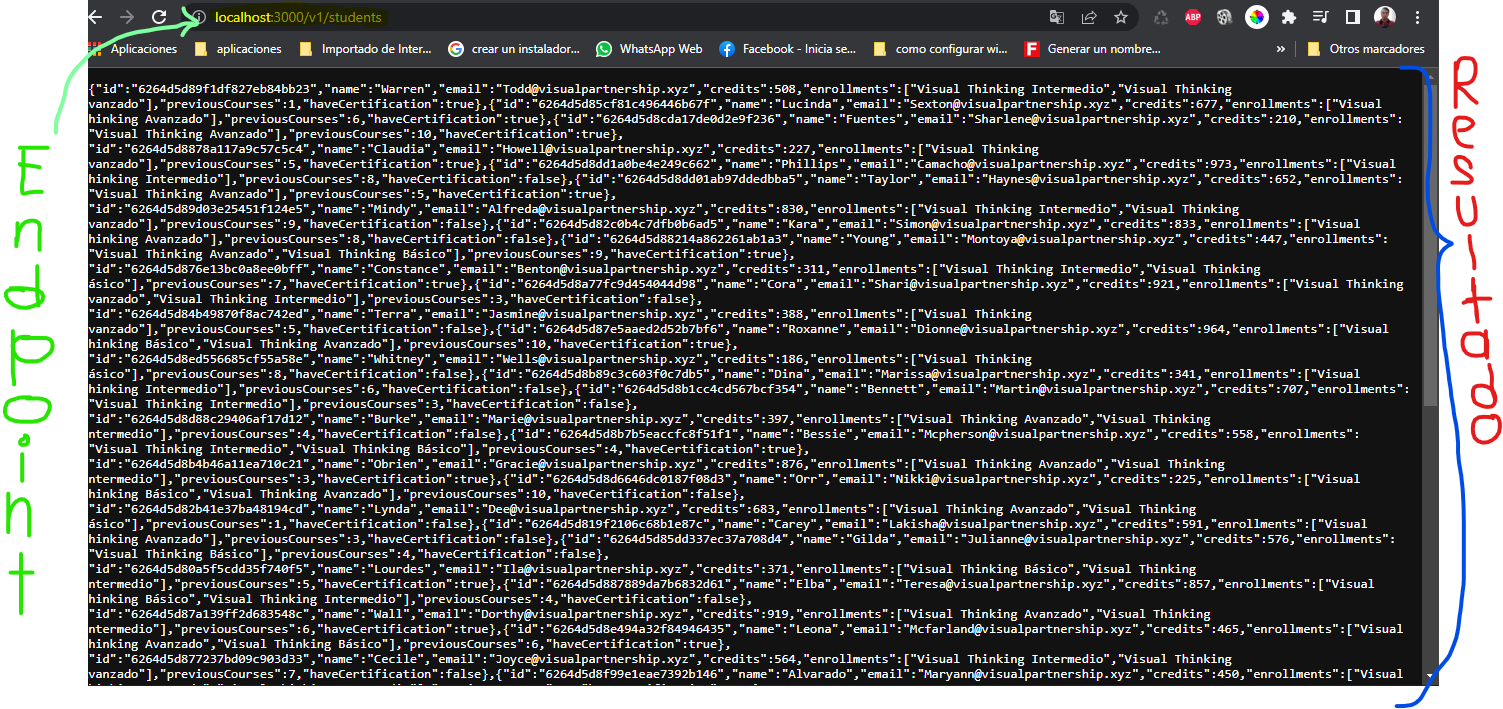 localhost:3000/v1/students
ABP
Aplicaciones aplicaciones Importado de Inter... crear un instalador... WhatsApp Web Facebook - Inicia se... como configurar wi... F Generar un nombre... » Otros marcadores
Endpoint
Resultado
{"id":"6264d5d89f1df827eb84bb23","name":"Warren","email":"Todd@visualpartnership.xyz","credits":508,"enrollments":["Visual Thinking Intermedio","Visual Thinking
vanzado"],"previousCourses":1,"haveCertification":true},{"id":"6264d5d85cf81c496446b67f","name":"Lucinda","email":"Sexton@visualpartnership.xyz","credits":677,"enrollments":["Visual
hinking Avanzado"],"previousCourses":6,"haveCertification":true},{"id":"6264d5d8cda17de0d2e9f236","name":"Fuentes","email":"Sharlene@visualpartnership.xyz","credits":210,"enrollments":
"Visual Thinking Avanzado"],"previousCourses":10,"haveCertification":true},
"id":"6264d5d8878a117a9c57c5c4","name":"Claudia","email":"Howell@visualpartnership.xyz","credits":227,"enrollments":["Visual Thinking
vanzado"],"previousCourses":5,"haveCertification":true},{"id":"6264d5d8dd1a0be4e249c662","name":"Phillips","email":"Camacho@visualpartnership.xyz","credits":973,"enrollments":["Visual
hinking Intermedio"],"previousCourses":8,"haveCertification":false},{"id":"6264d5d8dd01ab97ddedbba5","name":"Taylor","email":"Haynes@visualpartnership.xyz","credits":652,"enrollments":
"Visual Thinking Avanzado"],"previousCourses":5,"haveCertification":true},
"id":"6264d5d89d03e25451f124e5","name":"Mindy","email":"Alfreda@visualpartnership.xyz","credits":830,"enrollments":["Visual Thinking Intermedio","Visual Thinking
vanzado"],"previousCourses":9,"haveCertification":false},{"id":"6264d5d82c0b4c7dfb0b6ad5","name":"Kara","email":"Simon@visualpartnership.xyz","credits":833,"enrollments":["Visual
hinking Avanzado"],"previousCourses":8,"haveCertification":false},{"id":"6264d5d88214a862261ab1a3","name":"Young","email":"Montoya@visualpartnership.xyz","credits":447,"enrollments":
"Visual Thinking Avanzado","Visual Thinking Básico"],"previousCourses":9,"haveCertification":true},
"id":"6264d5d876e13bc0a8ee0bff","name":"Constance","email":"Benton@visualpartnership.xyz","credits":311,"enrollments":["Visual Thinking Intermedio","Visual Thinking
ásico"],"previousCourses":7,"haveCertification":true},{"id":"6264d5d8a77fc9d454044d98","name":"Cora","email":"Shari@visualpartnership.xyz","credits":921,"enrollments":["Visual Thinking
vanzado","Visual Thinking Intermedio"],"previousCourses":3,"haveCertification":false},
"id":"6264d5d84b49870f8ac742ed","name":"Terra","email":"Jasmine@visualpartnership.xyz","credits":388,"enrollments":["Visual Thinking
vanzado"],"previousCourses":5,"haveCertification":false},{"id":"6264d5d87e5aaed2d52b7bf6","name":"Roxanne","email":"Dionne@visualpartnership.xyz","credits":964,"enrollments":["Visual
hinking Básico","Visual Thinking Avanzado"],"previousCourses":10,"haveCertification":true},
"id":"6264d5d8ed556685cf55a58e","name":"Whitney","email":"Wells@visualpartnership.xyz","credits":186,"enrollments":["Visual Thinking
ásico"],"previousCourses":8,"haveCertification":false},{"id":"6264d5d8b89c3c603f0c7db5","name":"Dina","email":"Marissa@visualpartnership.xyz","credits":341,"enrollments":["Visual
hinking Intermedio"],"previousCourses":6,"haveCertification":false},{"id":"6264d5d8b1cc4cd567bcf354","name":"Bennett","email":"Martin@visualpartnership.xyz","credits":707,"enrollments":
"Visual Thinking Intermedio"],"previousCourses":3,"haveCertification":false},
"id":"6264d5d8d88c29406af17d12","name":"Burke","email":"Marie@visualpartnership.xyz","credits":397,"enrollments":["Visual Thinking Avanzado","Visual Thinking
ntermedio"],"previousCourses":4,"haveCertification":false},{"id":"6264d5d8b7b5eaccfc8f51f1","name":"Bessie","email":"Mcpherson@visualpartnership.xyz","credits":558,"enrollments":
"Visual Thinking Intermedio","Visual Thinking Básico"],"previousCourses":4,"haveCertification":true},
"id":"6264d5d8b4b46a11ea710c21","name":"Obrien","email":"Gracie@visualpartnership.xyz","credits":876,"enrollments":["Visual Thinking Avanzado","Visual Thinking
ntermedio"],"previousCourses":3,"haveCertification":true},{"id":"6264d5d8d6646dc0187f08d3","name":"Orr","email":"Nikki@visualpartnership.xyz","credits":225,"enrollments":["Visual
hinking Básico","Visual Thinking Avanzado"],"previousCourses":10,"haveCertification":false},
"id":"6264d5d82b41e37ba48194cd","name":"Lynda","email":"Dee@visualpartnership.xyz","credits":683,"enrollments":["Visual Thinking Avanzado","Visual Thinking
ásico"],"previousCourses":1,"haveCertification":false},{"id":"6264d5d819f2106c68b1e87c","name":"Carey","email":"Lakisha@visualpartnership.xyz","credits":591,"enrollments":["Visual
hinking Avanzado"],"previousCourses":3,"haveCertification":false},{"id":"6264d5d85dd337ec37a708d4","name":"Gilda","email":"Julianne@visualpartnership.xyz","credits":576,"enrollments":
"Visual Thinking Básico"],"previousCourses":4,"haveCertification":false},
"id":"6264d5d80a5f5cdd35f740f5","name":"Lourdes","email":"Ila@visualpartnership.xyz","credits":371,"enrollments":["Visual Thinking Básico","Visual Thinking
ntermedio"],"previousCourses":5,"haveCertification":true},{"id":"6264d5d887889da7b6832d61","name":"Elba","email":"Teresa@visualpartnership.xyz","credits":857,"enrollments":["Visual
hinking Básico","Visual Thinking Intermedio"],"previousCourses":4,"haveCertification":false},
"id":"6264d5d87a139ff2d683548c","name":"Wall","email":"Dorthy@visualpartnership.xyz","credits":919,"enrollments":["Visual Thinking Avanzado","Visual Thinking
ntermedio"],"previousCourses":6,"haveCertification":true},{"id":"6264d5d8e494a32f84946435","name":"Leona","email":"Mcfarland@visualpartnership.xyz","credits":465,"enrollments":["Visual
hinking Avanzado","Visual Thinking Básico"],"previousCourses":6,"haveCertification":true},
"id":"6264d5d877237bd09c903d33","name":"Cecile","email":"Joyce@visualpartnership.xyz","credits":564,"enrollments":["Visual Thinking Intermedio","Visual Thinking
vanzado"],"previousCourses":7,"haveCertification":false},{"id":"6264d5d8f99e1eae7392b146","name":"Alvarado","email":"Maryann@visualpartnership.xyz","credits":450,"enrollments":["Visual